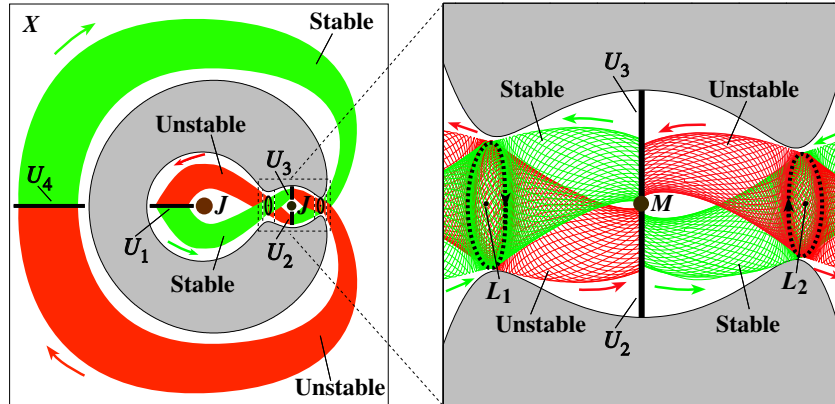 X
Stable
Unstable
U4
U3
J
J
U1
U2
Stable
Unstable
U3
Stable
Unstable
M
L1
L2
Unstable
Stable
U2